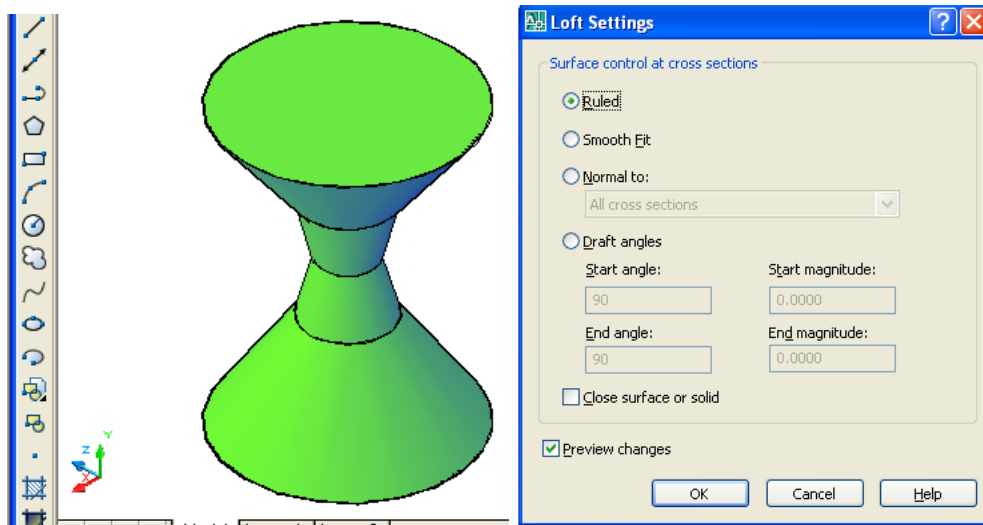 Loft Settings
Surface control at cross sections
Ruled
Smooth Fit
Normal to:
All cross sections
Draft angles
Start angle: Start magnitude:
90 0.0000
End angle: End magnitude:
90 0.0000
Close surface or solid
Preview changes
OK Cancel Help
Z Y
X